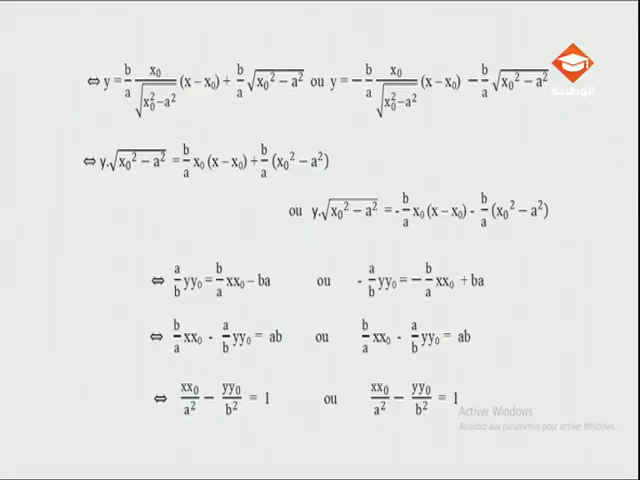 ⇔ y = b/a x₀/√(x₀²–a²) (x – x₀) + b/a √(x₀² – a²) ou y = – b/a x₀/√(x₀²–a²) (x – x₀) – b/a √(x₀² – a²)
الوطنية
⇔ y.√(x₀² – a²) = b/a x₀ (x – x₀) + b/a (x₀² – a²)
ou y.√(x₀² – a²) = - b/a x₀ (x – x₀) - b/a (x₀² – a²)
⇔ a/b yy₀ = b/a xx₀ – ba ou - a/b yy₀ = – b/a xx₀ + ba
⇔ b/a xx₀ - a/b yy₀ = ab ou b/a xx₀ - a/b yy₀ = ab
⇔ xx₀/a² – yy₀/b² = 1 ou xx₀/a² – yy₀/b² = 1
Activer Windows
Accédez aux paramètres pour activer Windows.